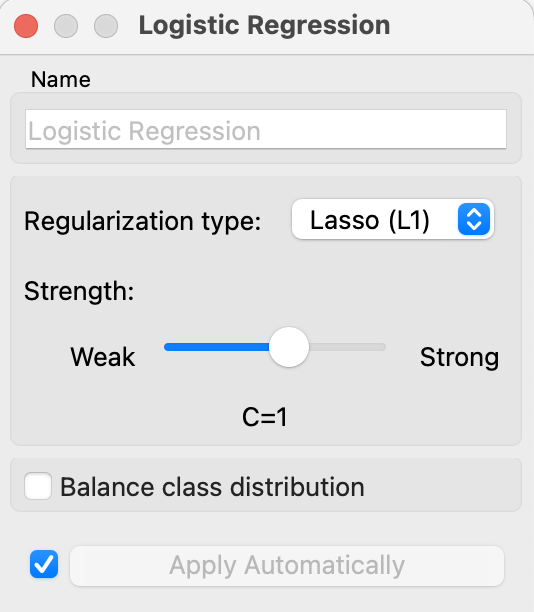 Logistic Regression
Name
Logistic Regression
Regularization type: Lasso (L1)
Strength:
Weak Strong
C=1
Balance class distribution
Apply Automatically